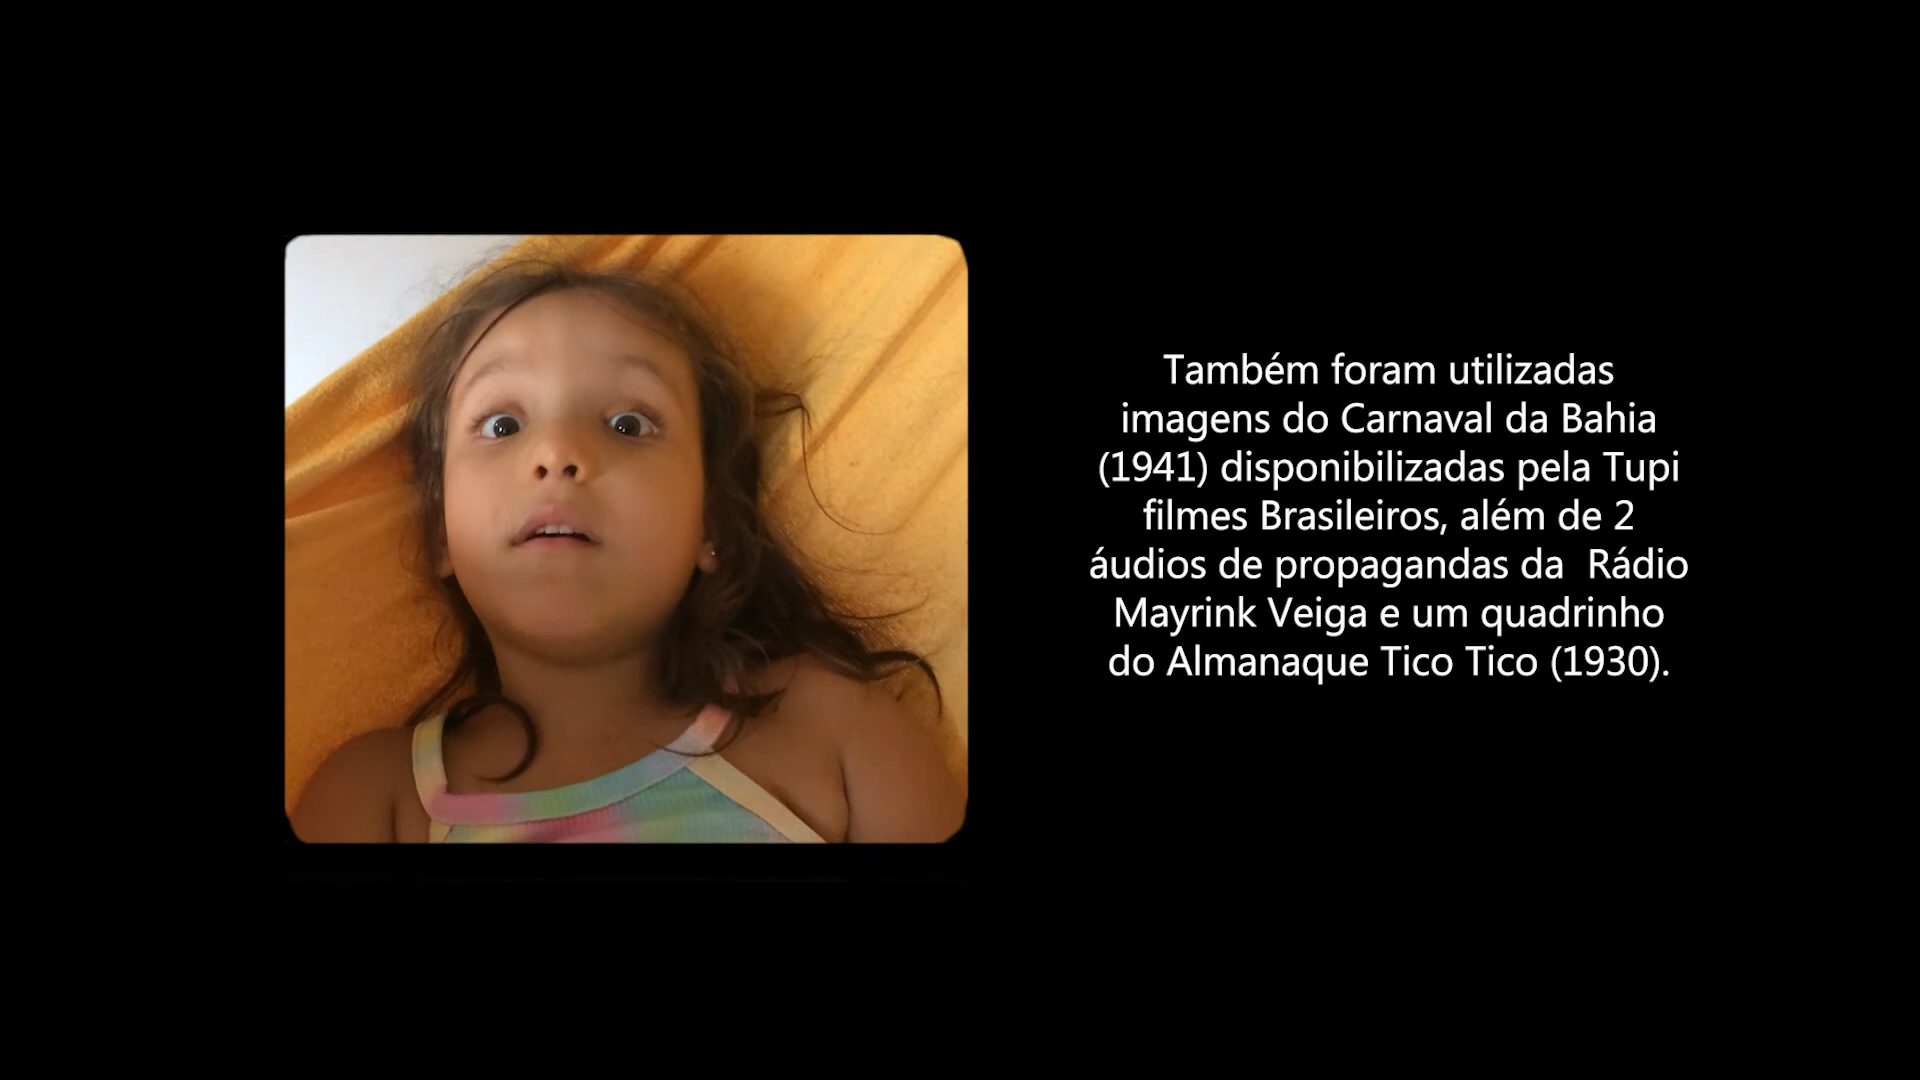 Também foram utilizadas
imagens do Carnaval da Bahia
(1941) disponibilizadas pela Tupi
filmes Brasileiros, além de 2
áudios de propagandas da  Rádio
Mayrink Veiga e um quadrinho
do Almanaque Tico Tico (1930).